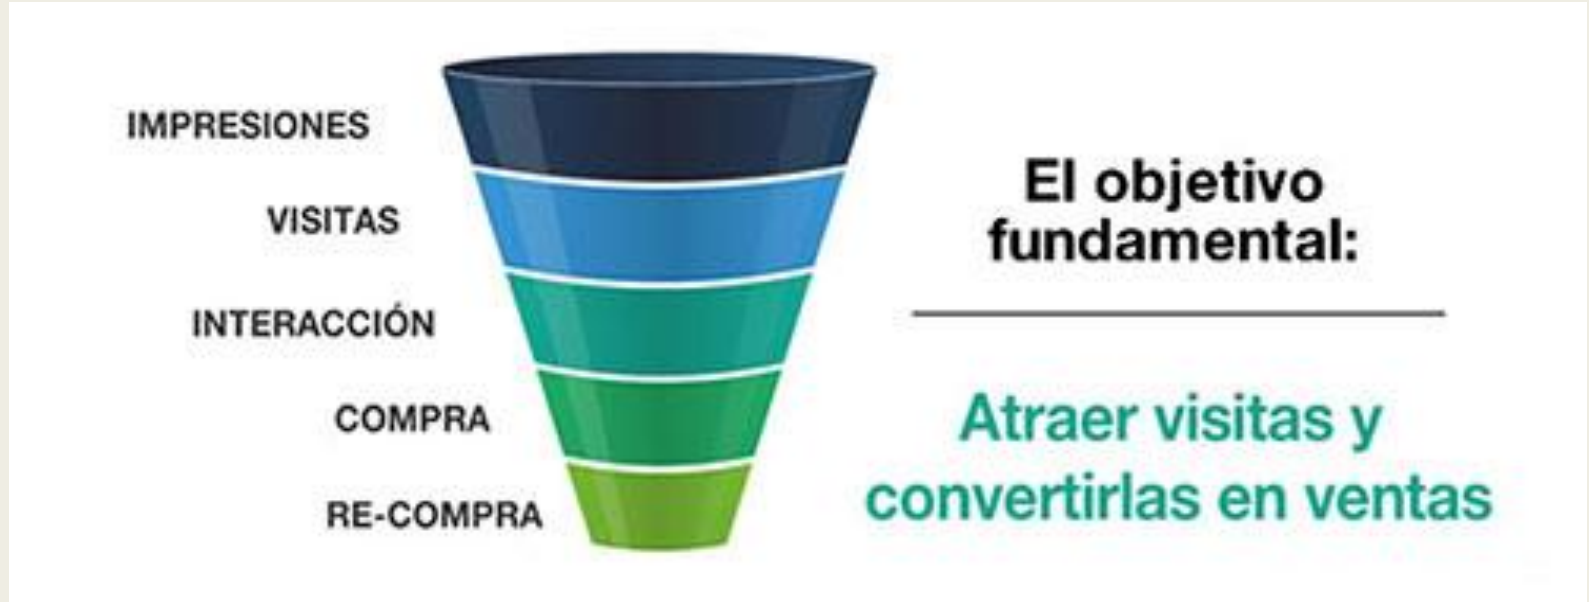 IMPRESIONES
VISITAS
INTERACCIÓN
COMPRA
RE-COMPRA
El objetivo
fundamental:
Atraer visitas y
convertirlas en ventas